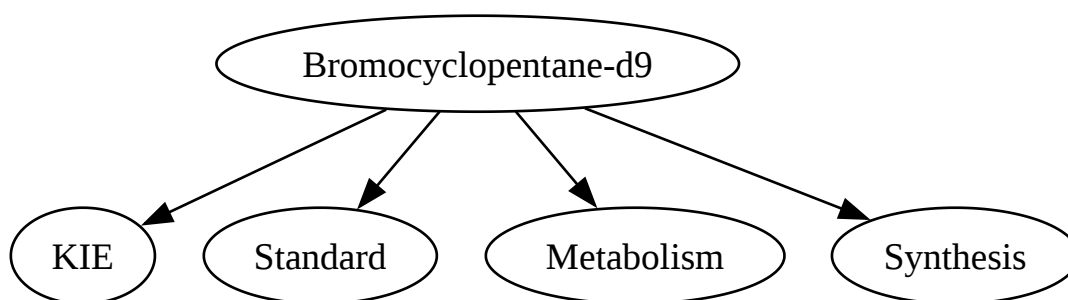 Bromocyclopentane-d9
KIE
Standard
Metabolism
Synthesis